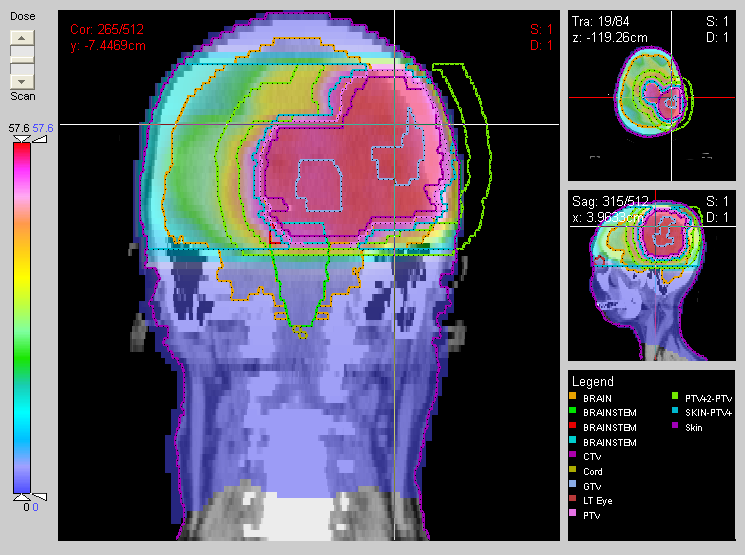 Dose
Scan
57.6 57.6
0 0
Cor: 265/512
y: -7.4469cm
S: 1
D: 1
Tra: 19/84
z: -119.26cm
S: 1
D: 1
Sag: 315/512
x: 3.9633cm
S: 1
D: 1
Legend
BRAIN
BRAINSTEM
BRAINSTEM
BRAINSTEM
CTV
Cord
GTV
LT Eye
PTV
PTV+2-PTV
SKIN-PTV+
Skin